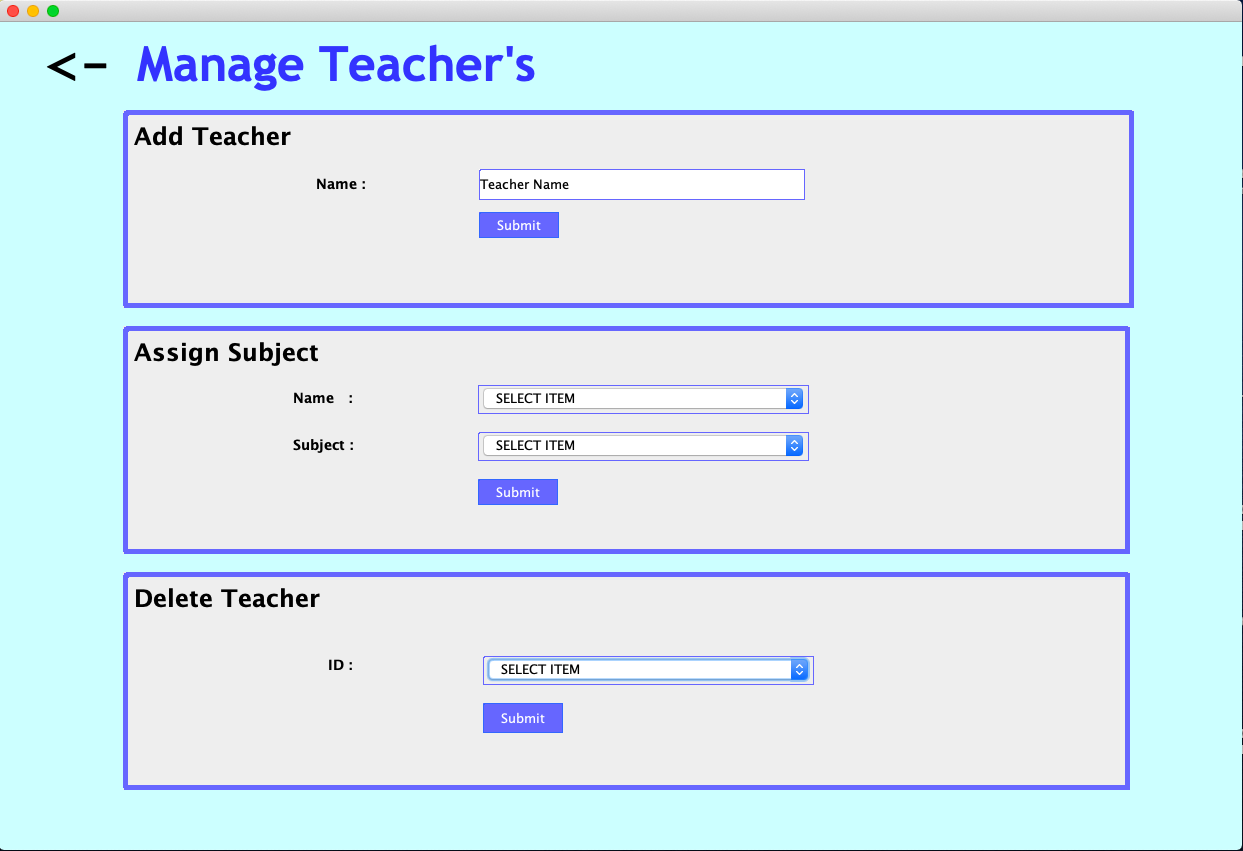 <- Manage Teacher's
Add Teacher
Name : Teacher Name
Submit
Assign Subject
Name : SELECT ITEM
Subject : SELECT ITEM
Submit
Delete Teacher
ID : SELECT ITEM
Submit